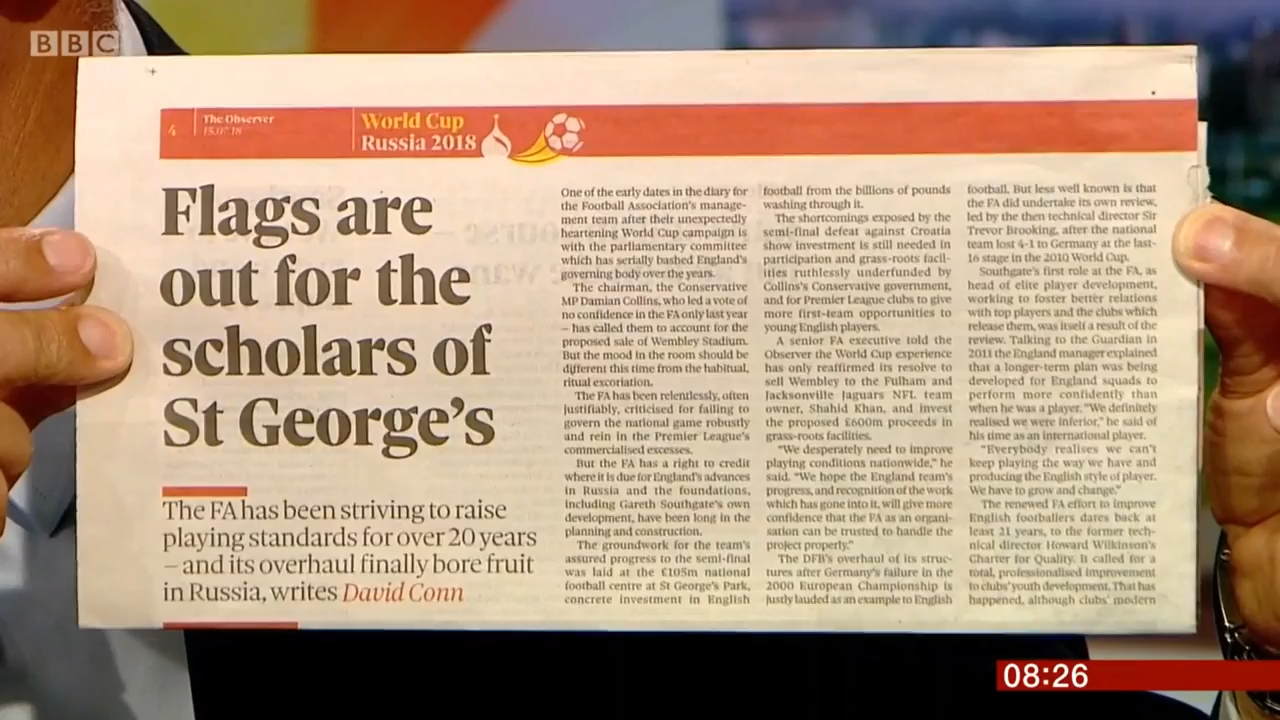 BBC
4
The Observer
15.07.18
World Cup
Russia 2018
Flags are
out for the
scholars of
St George's
The FA has been striving to raise
playing standards for over 20 years
– and its overhaul finally bore fruit
in Russia, writes David Conn
One of the early dates in the diary for
the Football Association's manage-
ment team after their unexpectedly
heartening World Cup campaign is
with the parliamentary committee
which has serially bashed England's
governing body over the years.
The chairman, the Conservative
MP Damian Collins, who led a vote of
no confidence in the FA only last year
– has called them to account for the
proposed sale of Wembley Stadium.
But the mood in the room should be
different this time from the habitual,
ritual excoriation.
The FA has been relentlessly, often
justifiably, criticised for failing to
govern the national game robustly
and rein in the Premier League's
commercialised excesses.
But the FA has a right to credit
where it is due for England's advances
in Russia and the foundations,
including Gareth Southgate's own
development, have been long in the
planning and construction.
The groundwork for the team's
assured progress to the semi-final
was laid at the £105m national
football centre at St George's Park,
concrete investment in English
football from the billions of pounds
washing through it.
The shortcomings exposed by the
semi-final defeat against Croatia
show investment is still needed in
participation and grass-roots facil-
ities ruthlessly underfunded by
Collins's Conservative government,
and for Premier League clubs to give
more first-team opportunities to
young English players.
A senior FA executive told the
Observer the World Cup experience
has only reaffirmed its resolve to
sell Wembley to the Fulham and
Jacksonville Jaguars NFL team
owner, Shahid Khan, and invest
the proposed £600m proceeds in
grass-roots facilities.
"We desperately need to improve
playing conditions nationwide," he
said. "We hope the England team's
progress, and recognition of the work
which has gone into it, will give more
confidence that the FA as an organi-
sation can be trusted to handle the
project properly."
The DFB's overhaul of its struc-
tures after Germany's failure in the
2000 European Championship is
justly lauded as an example to English
football. But less well known is that
the FA did undertake its own review,
led by the then technical director Sir
Trevor Brooking, after the national
team lost 4-1 to Germany at the last-
16 stage in the 2010 World Cup.
Southgate's first role at the FA, as
head of elite player development,
working to foster better relations
with top players and the clubs which
release them, was itself a result of the
review. Talking to the Guardian in
2011 the England manager explained
that a longer-term plan was being
developed for England squads to
perform more confidently than
when he was a player. "We definitely
realised we were inferior," he said of
his time as an international player.
"Everybody realises we can't
keep playing the way we have and
producing the English style of player.
We have to grow and change."
The renewed FA effort to improve
English footballers dates back at
least 21 years, to the former tech-
nical director Howard Wilkinson's
Charter for Quality. It called for a
total, professionalised improvement
to clubs' youth development. That has
happened, although clubs' modern
08:26